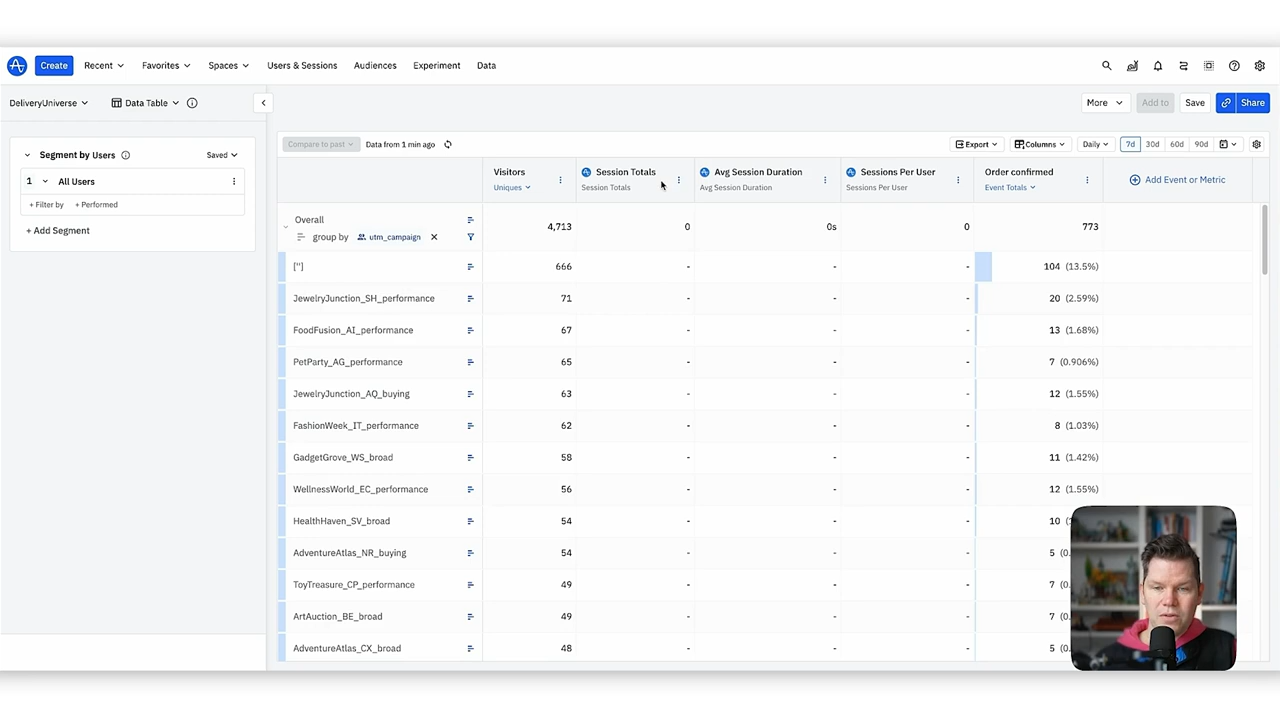 Create Recent Favorites Spaces Users & Sessions Audiences Experiment Data
DeliveryUniverse Data Table
More Add to Save Share
Segment by Users Saved
1 All Users
+ Filter by + Performed
+ Add Segment
Compare to past Data from 1 min ago Export Columns Daily 7d 30d 60d 90d
Visitors Session Totals Avg Session Duration Sessions Per User Order confirmed Add Event or Metric
Uniques Session Totals Avg Session Duration Sessions Per User Event Totals
Overall 4,713 0 0s 0 773
group by utm_campaign
[''] 666 - - - 104 (13.5%)
JewelryJunction_SH_performance 71 - - - 20 (2.59%)
FoodFusion_AI_performance 67 - - - 13 (1.68%)
PetParty_AG_performance 65 - - - 7 (0.906%)
JewelryJunction_AQ_buying 63 - - - 12 (1.55%)
FashionWeek_IT_performance 62 - - - 8 (1.03%)
GadgetGrove_WS_broad 58 - - - 11 (1.42%)
WellnessWorld_EC_performance 56 - - - 12 (1.55%)
HealthHaven_SV_broad 54 - - - 10
AdventureAtlas_NR_buying 54 - - - 5 (0.
ToyTreasure_CP_performance 49 - - - 7 (0.
ArtAuction_BE_broad 49 - - - 7 (0.
AdventureAtlas_CX_broad 48 - - - 5 (0.